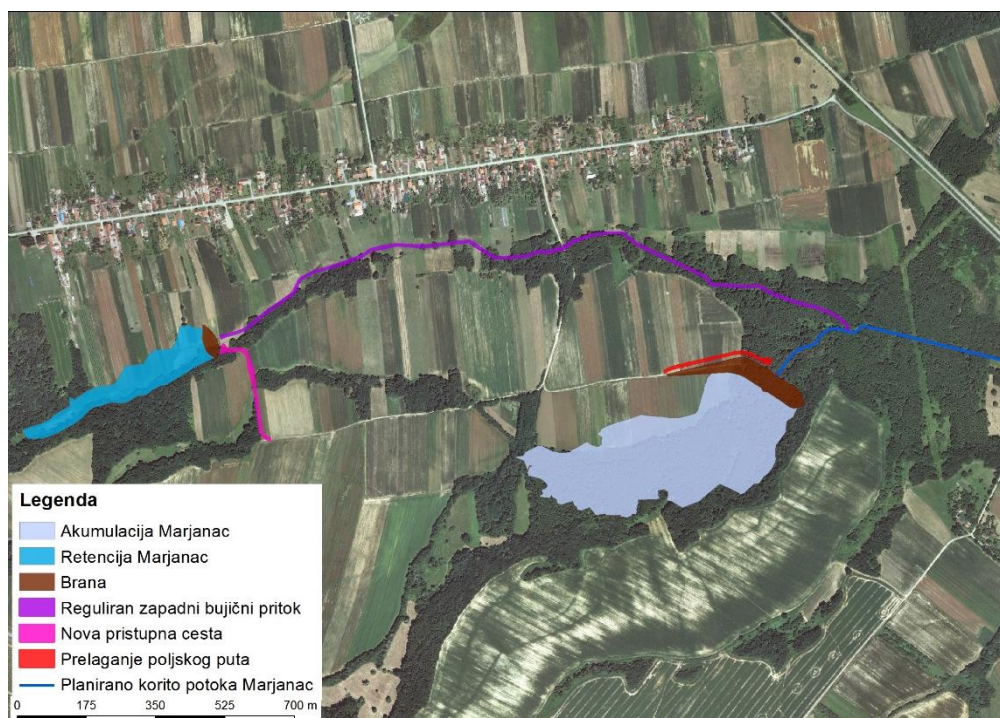 Legenda
Akumulacija Marjanac
Retencija Marjanac
Brana
Reguliran zapadni bujični pritok
Nova pristupna cesta
Prelaganje poljskog puta
Planirano korito potoka Marjanac
0 175 350 525 700 m